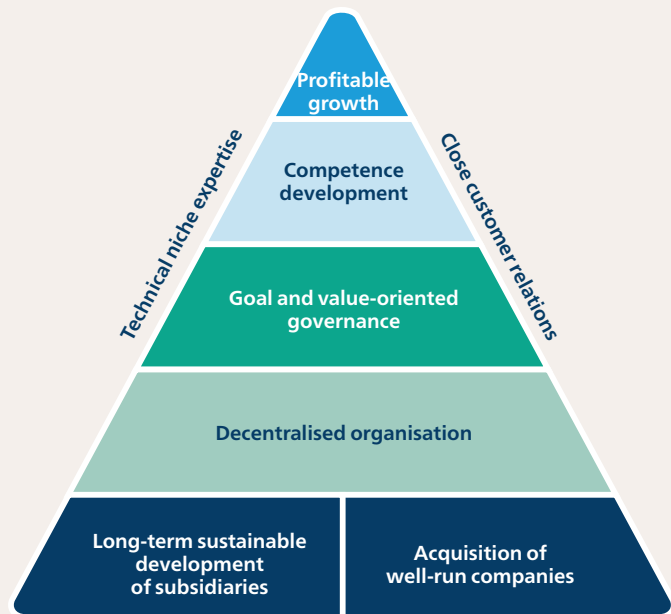 Profitable
growth
Technical niche expertise
Close customer relations
Competence
development
Goal and value-oriented
governance
Decentralised organisation
Long-term sustainable
development
of subsidiaries
Acquisition of
well-run companies